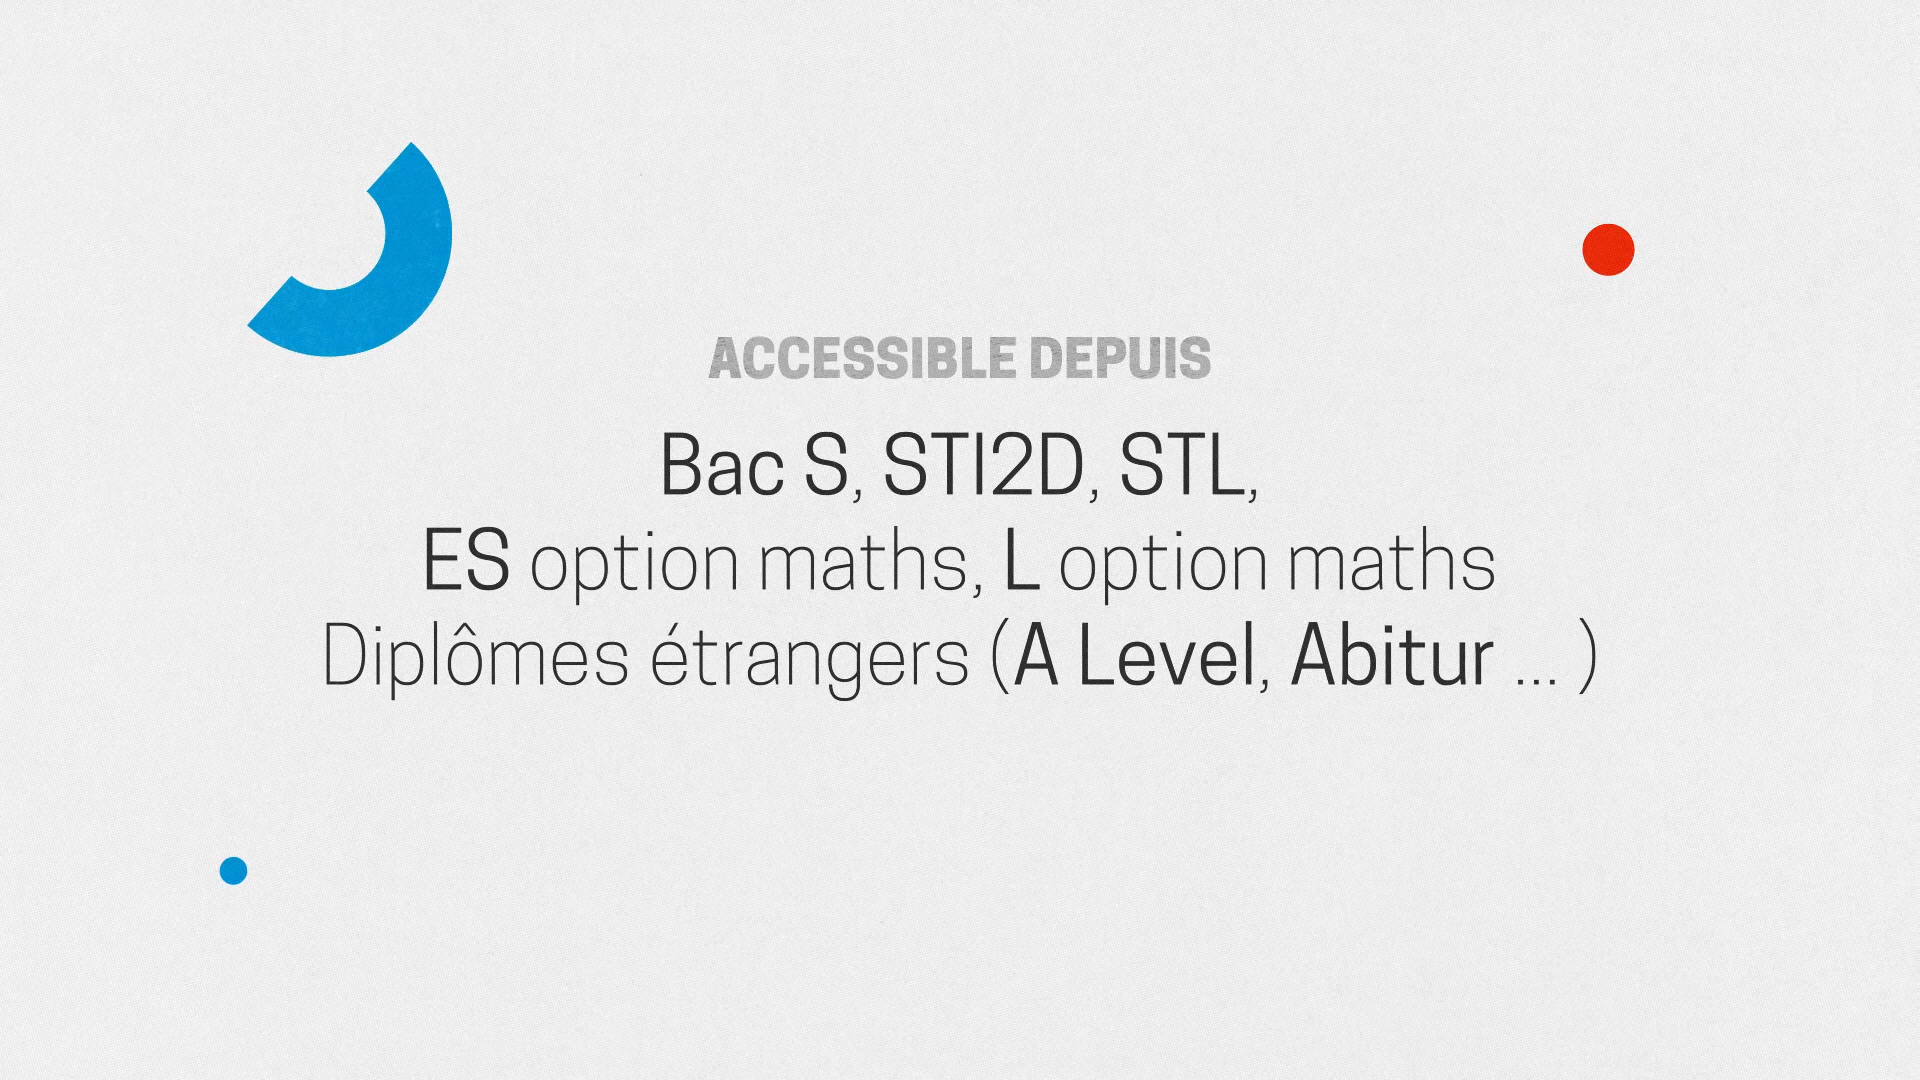 ACCESSIBLE DEPUIS
Bac S, STI2D, STL,
ES option maths, L option maths
Diplômes étrangers (A Level, Abitur ... )